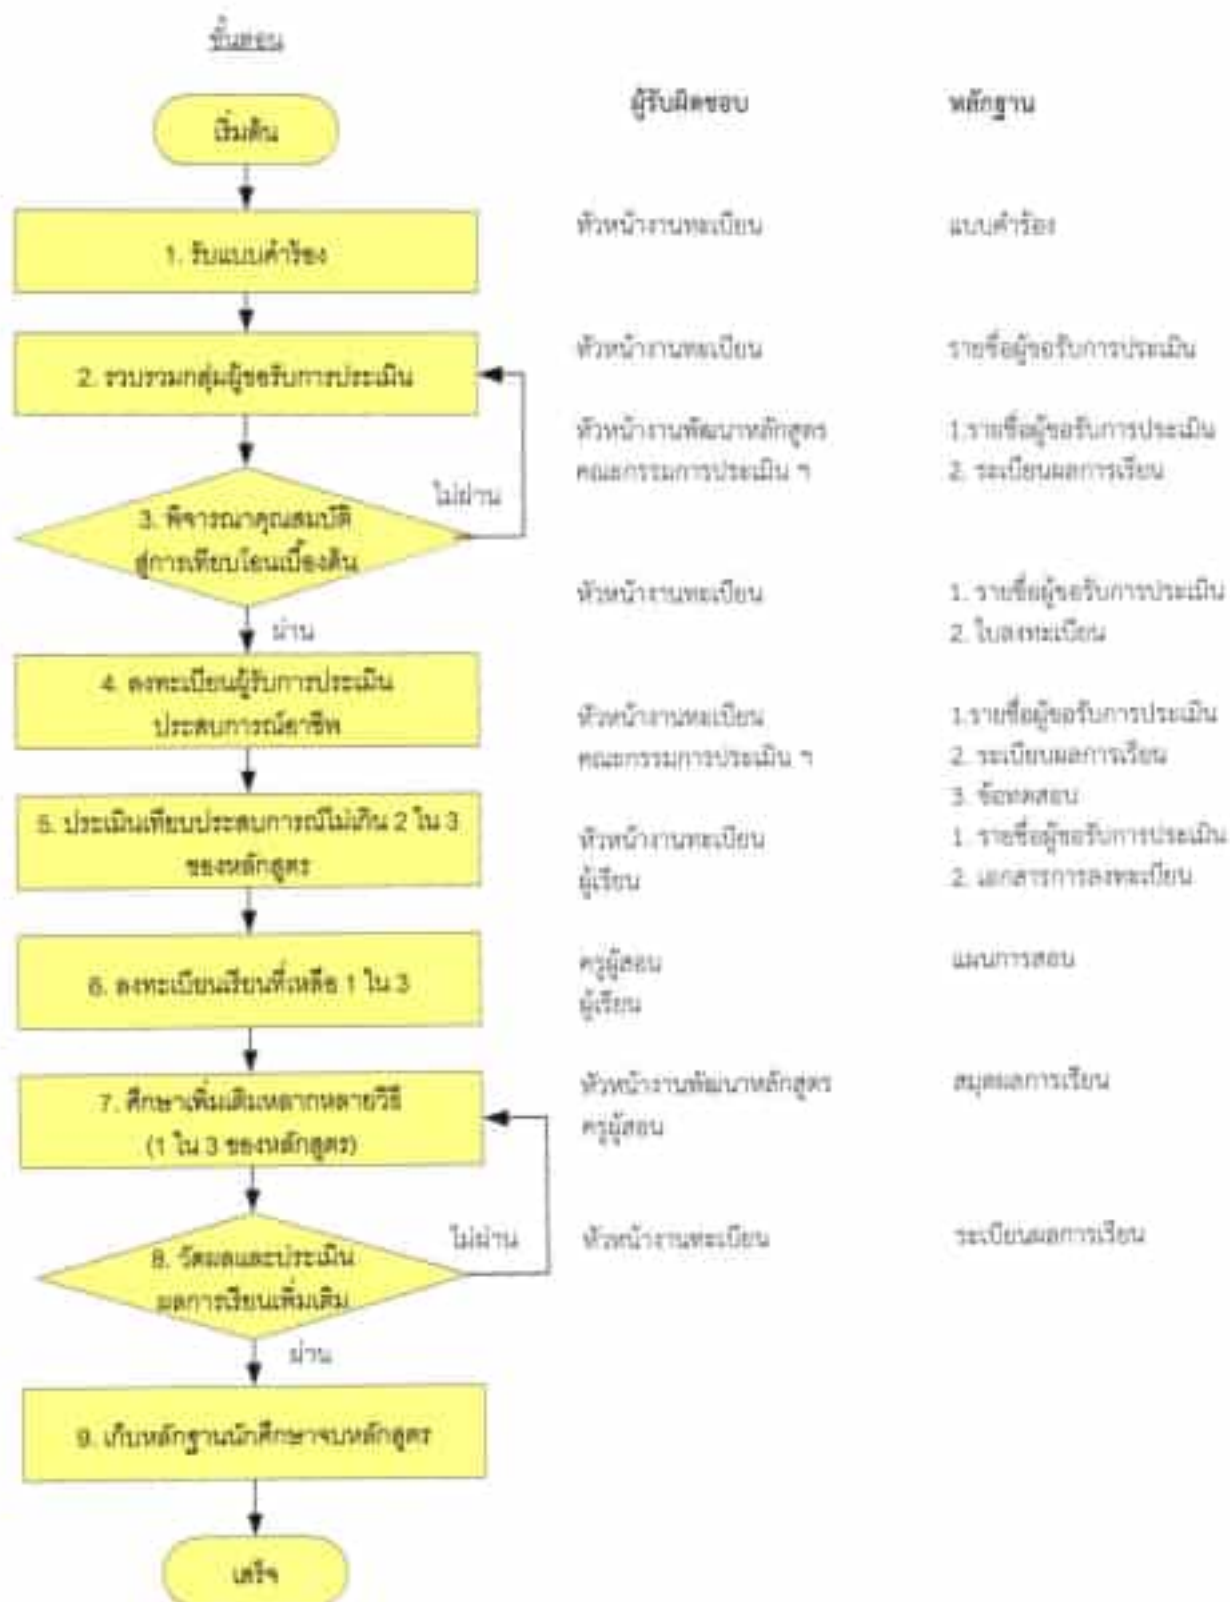 ขั้นตอน
ผู้รับผิดชอบ
หลักฐาน
เริ่มต้น
1. รับแบบคำร้อง
หัวหน้างานทะเบียน
แบบคำร้อง
2. รวบรวมกลุ่มผู้ขอรับการประเมิน
หัวหน้างานทะเบียน
รายชื่อผู้ขอรับการประเมิน
หัวหน้างานพัฒนาหลักสูตร
คณะกรรมการประเมิน ฯ
1.รายชื่อผู้ขอรับการประเมิน
2. ระเบียนผลการเรียน
ไม่ผ่าน
3. พิจารณาคุณสมบัติ
สู่การเทียบโอนเบื้องต้น
ผ่าน
หัวหน้างานทะเบียน
1. รายชื่อผู้ขอรับการประเมิน
2. ใบลงทะเบียน
4. ลงทะเบียนผู้รับการประเมิน
ประสบการณ์อาชีพ
หัวหน้างานทะเบียน
คณะกรรมการประเมิน ฯ
1.รายชื่อผู้ขอรับการประเมิน
2. ระเบียบผลการเรียน
3. ข้อทดสอบ
5. ประเมินเทียบประสบการณ์ไม่เกิน 2 ใน 3
ของหลักสูตร
หัวหน้างานทะเบียน
ผู้เรียน
1. รายชื่อผู้ขอรับการประเมิน
2. เอกสารการลงทะเบียน
6. ลงทะเบียนเรียนที่เหลือ 1 ใน 3
ครูผู้สอน
ผู้เรียน
แผนการสอน
7. ศึกษาเพิ่มเติมหลากหลายวิธี
(1 ใน 3 ของหลักสูตร)
หัวหน้างานพัฒนาหลักสูตร
ครูผู้สอน
สมุดผลการเรียน
ไม่ผ่าน
8. วัดผลและประเมิน
ผลการเรียนเพิ่มเติม
ผ่าน
หัวหน้างานทะเบียน
ระเบียนผลการเรียน
9. เก็บหลักฐานนักศึกษาจบหลักสูตร
เสร็จ